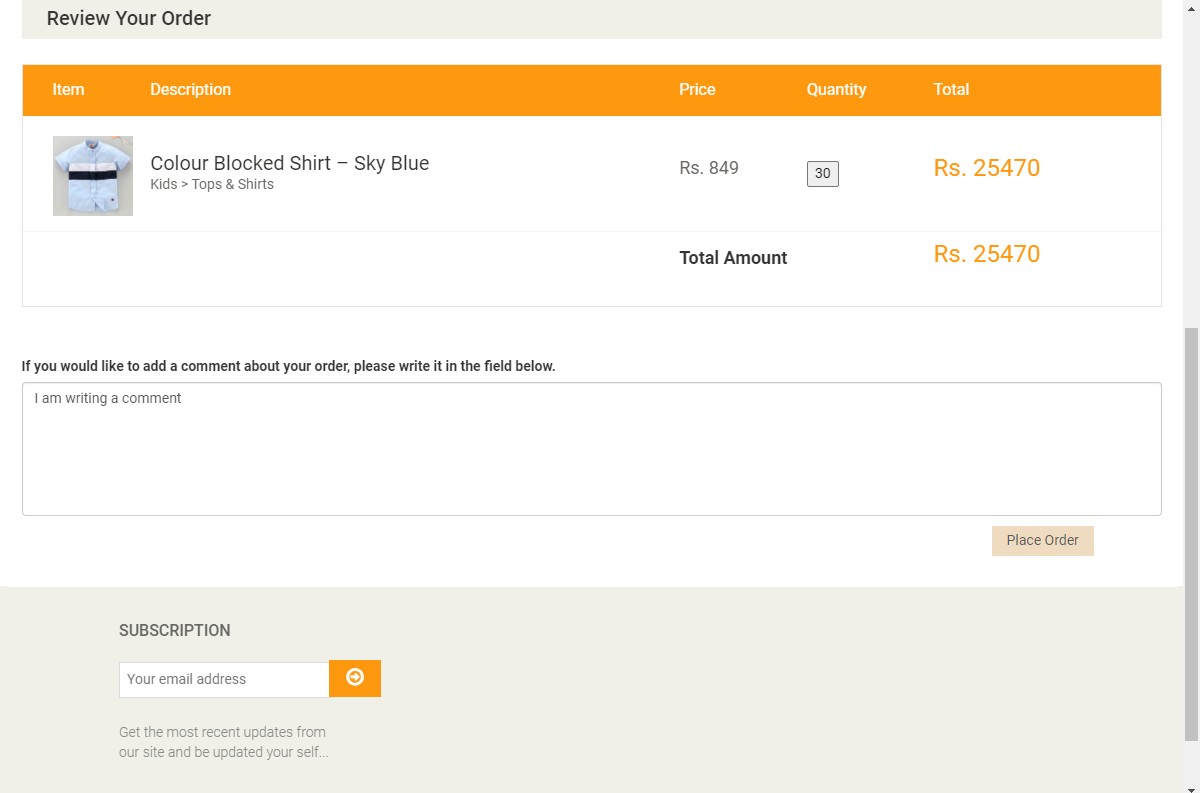 Review Your Order
Item Description Price Quantity Total
Colour Blocked Shirt – Sky Blue
Kids > Tops & Shirts
Rs. 849
30
Rs. 25470
Total Amount
Rs. 25470
If you would like to add a comment about your order, please write it in the field below.
I am writing a comment
Place Order
SUBSCRIPTION
Your email address
Get the most recent updates from
our site and be updated your self...